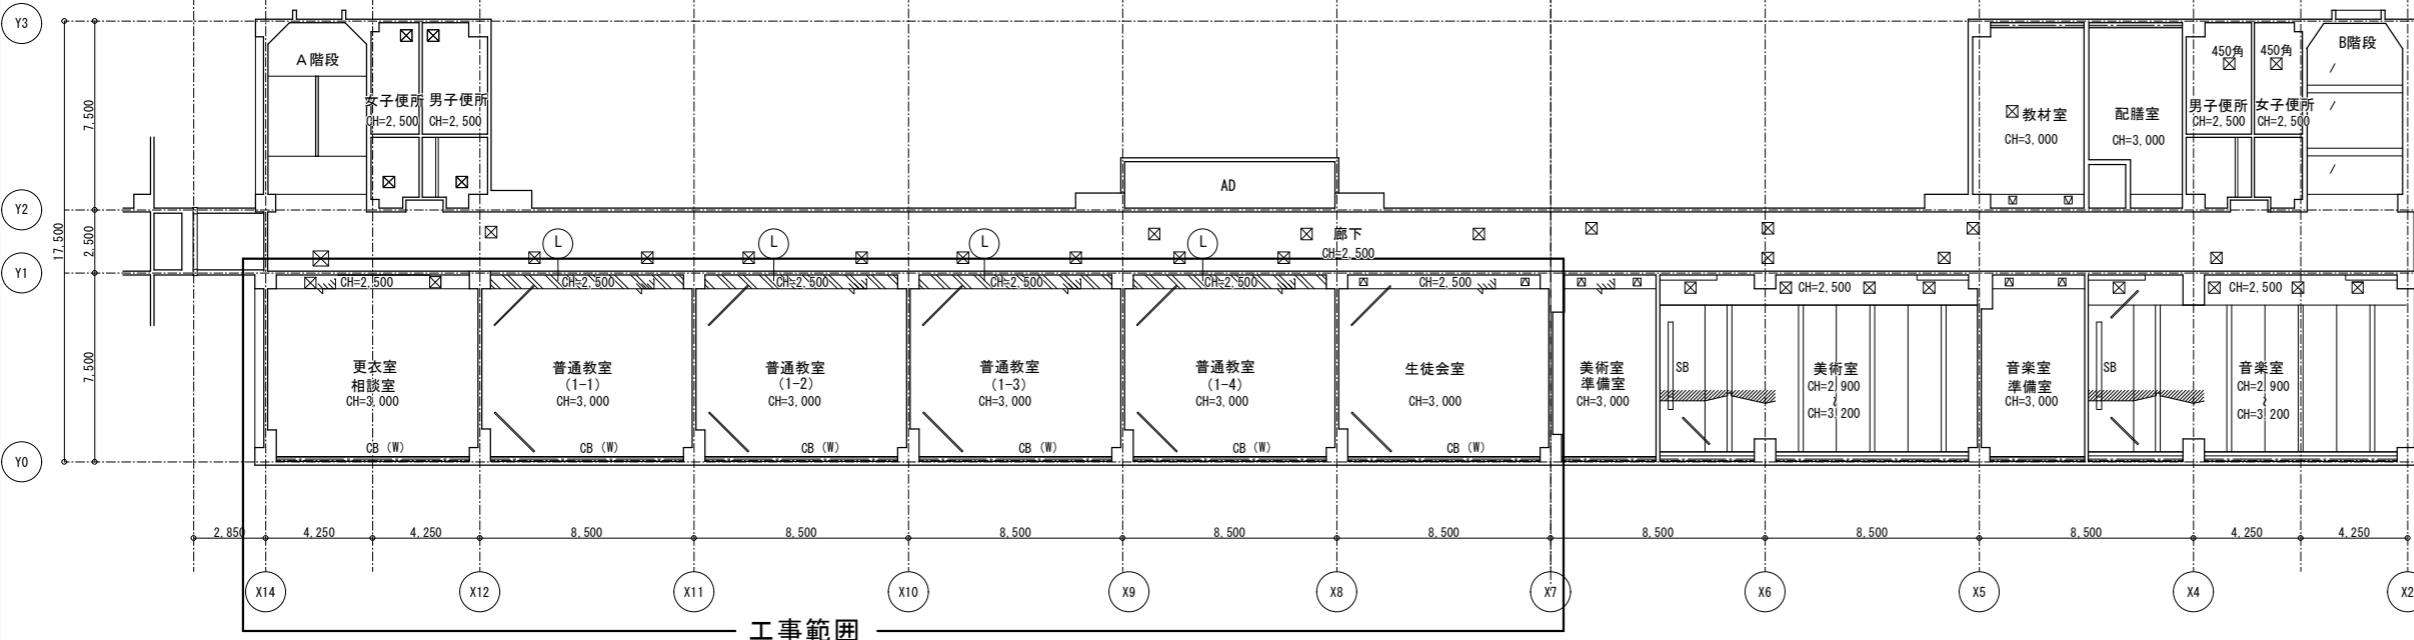 Y3
A階段
B階段
450角
450角
7,500
女子便所
CH=2,500
男子便所
CH=2,500
教材室
CH=3,000
配膳室
CH=3,000
男子便所
CH=2,500
女子便所
CH=2,500
AD
Y2
17,500
2,500
L
L
L
L
廊下
CH=2,500
Y1
CH=2,500
CH=2,500
CH=2,500
CH=2,500
CH=2,500
CH=2,500
CH=2,500
CH=2,500
7,500
更衣室
相談室
CH=3,000
普通教室
(1-1)
CH=3,000
普通教室
(1-2)
CH=3,000
普通教室
(1-3)
CH=3,000
普通教室
(1-4)
CH=3,000
生徒会室
CH=3,000
美術室
準備室
CH=3,000
SB
美術室
CH=2,900
~
CH=3,200
音楽室
準備室
CH=3,000
SB
音楽室
CH=2,900
~
CH=3,200
CB (W)
CB (W)
CB (W)
CB (W)
CB (W)
CB (W)
Y0
2,850
4,250
4,250
8,500
8,500
8,500
8,500
8,500
8,500
8,500
8,500
4,250
4,250
X14
X12
X11
X10
X9
X8
X7
X6
X5
X4
X2
工事範囲